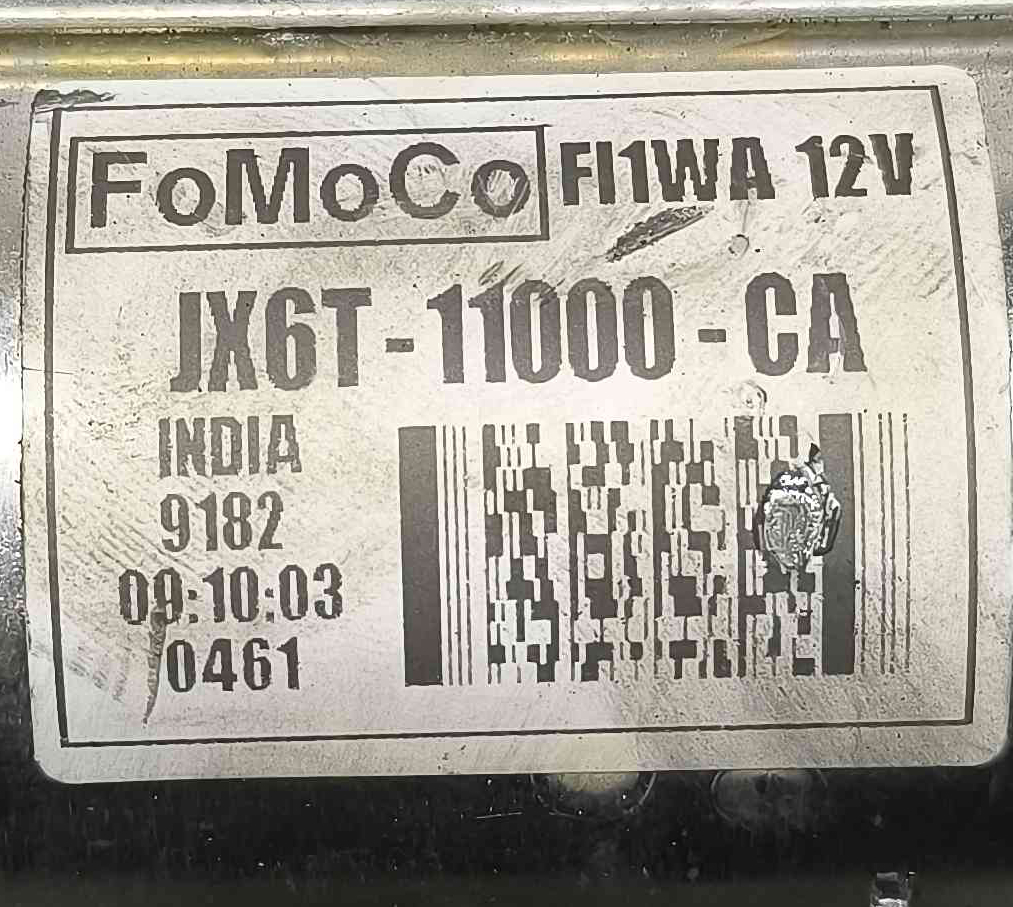 FoMoCo FI1WA 12V
JX6T-11000-CA
INDIA
9182
09:10:03
0461